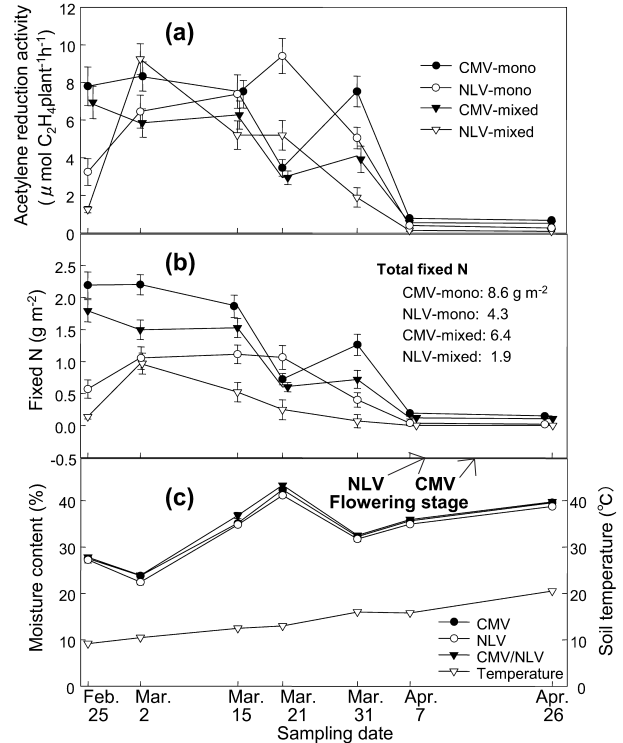 (a)
Acetylene reduction activity
( μ mol C₂H₄plant⁻¹h⁻¹)
12
10
8
6
4
2
0
CMV-mono
NLV-mono
CMV-mixed
NLV-mixed
(b)
Fixed N (g m⁻²)
2.5
2.0
1.5
1.0
0.5
0.0
-0.5
Total fixed N
CMV-mono: 8.6 g m⁻²
NLV-mono: 4.3
CMV-mixed: 6.4
NLV-mixed: 1.9
NLV CMV
Flowering stage
(c)
Moisture content (%)
40
30
20
10
0
Soil temperature (°C)
40
30
20
10
0
CMV
NLV
CMV/NLV
Temperature
Feb. Mar. Mar. Mar. Mar. Apr. Apr.
25 2 15 21 31 7 26
Sampling date